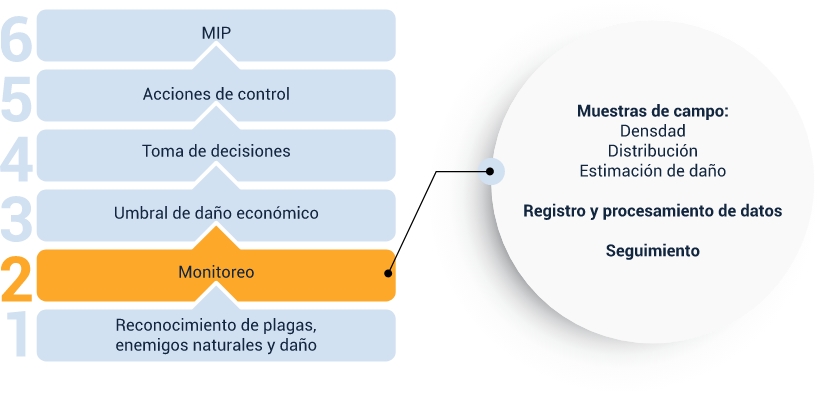 6
MIP
5
Acciones de control
4
Toma de decisiones
3
Umbral de daño económico
2
Monitoreo
1
Reconocimiento de plagas,
enemigos naturales y daño
Muestras de campo:
Densdad
Distribución
Estimación de daño
Registro y procesamiento de datos
Seguimiento